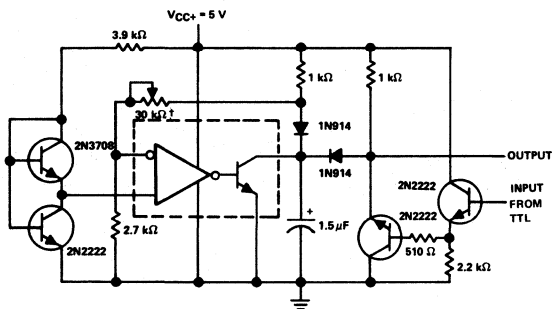 V CC+ = 5 V
3.9 kΩ
1 kΩ
1 kΩ
30 kΩ†
1N914
2N3708
1N914
OUTPUT
2N2222
INPUT
FROM
TTL
2N2222
2N2222
2.7 kΩ
+
1.5 μF
510 Ω
2.2 kΩ